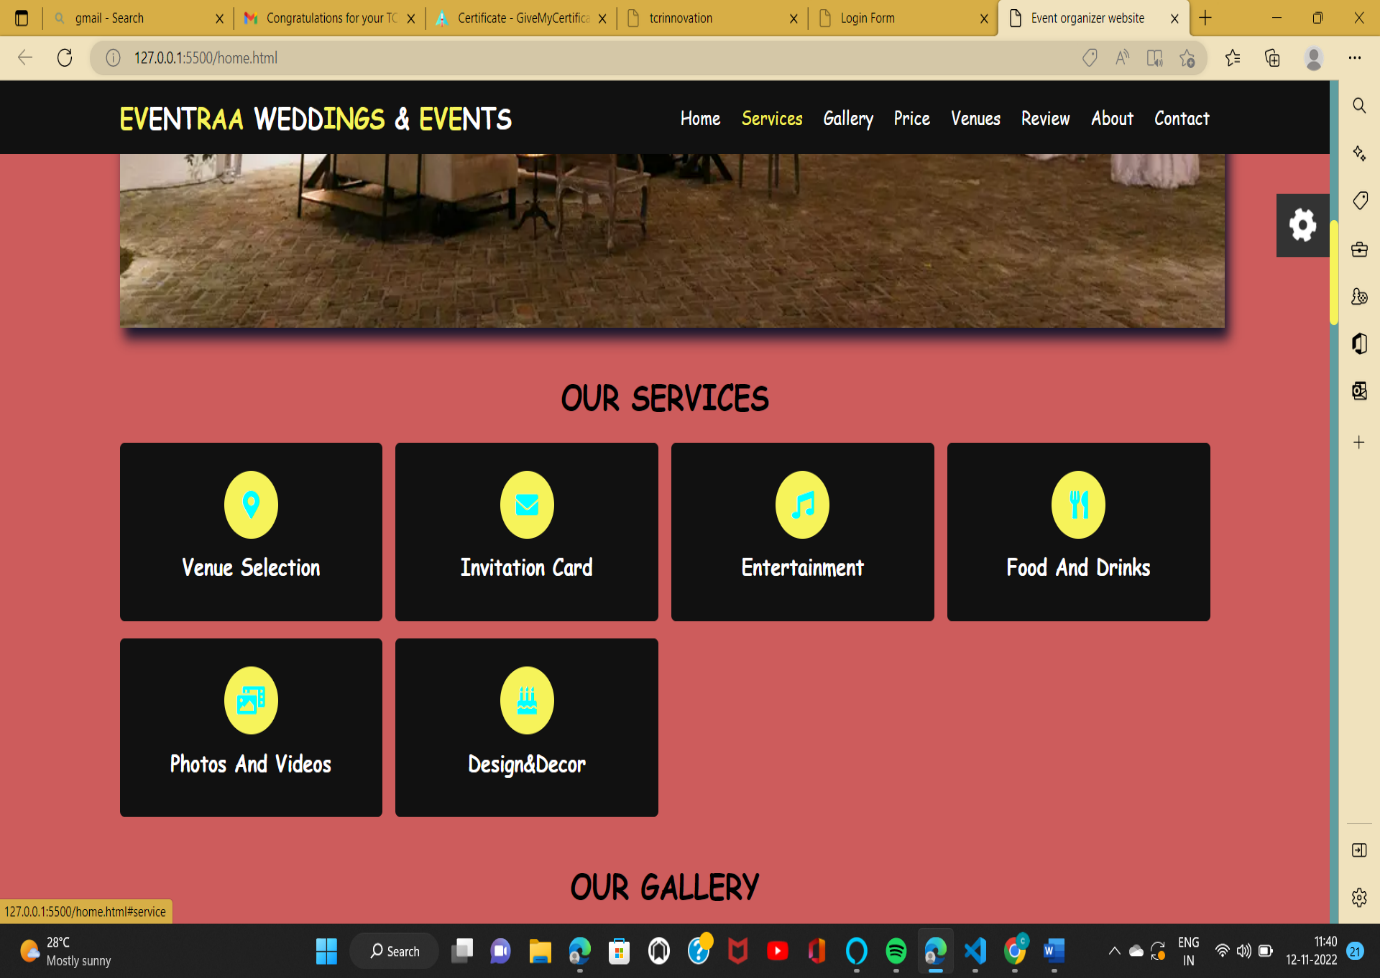 gmail - Search
Congratulations for your TC
Certificate - GiveMyCertifica
tcrinnovation
Login Form
Event organizer website
127.0.0.1:5500/home.html
EVENTRAA WEDDINGS & EVENTS
Home Services Gallery Price Venues Review About Contact
OUR SERVICES
Venue Selection
Invitation Card
Entertainment
Food And Drinks
Photos And Videos
Design&Decor
OUR GALLERY
127.0.0.1:5500/home.html#service
28°C
Mostly sunny
Search
ENG
IN
11:40
12-11-2022
21